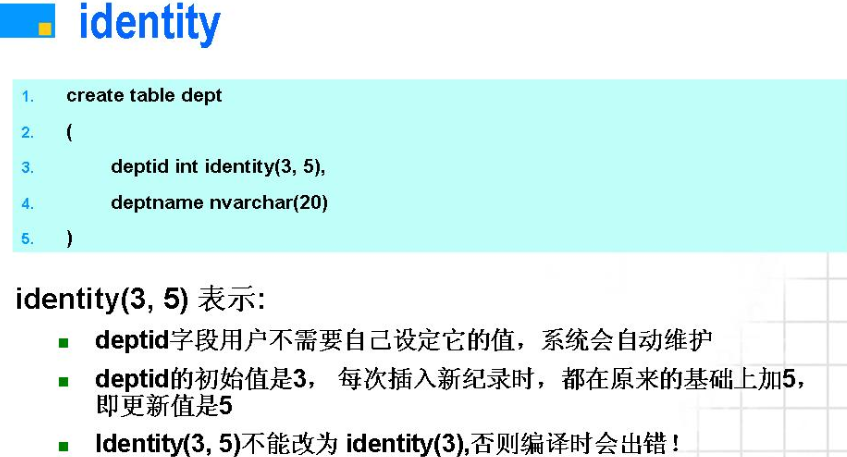 identity
1. create table dept
2. (
3. deptid int identity(3, 5),
4. deptname nvarchar(20)
5. )
identity(3, 5) 表示:
deptid字段用户不需要自己设定它的值，系统会自动维护
deptid的初始值是3， 每次插入新纪录时，都在原来的基础上加5，
即更新值是5
Identity(3, 5)不能改为 identity(3),否则编译时会出错！